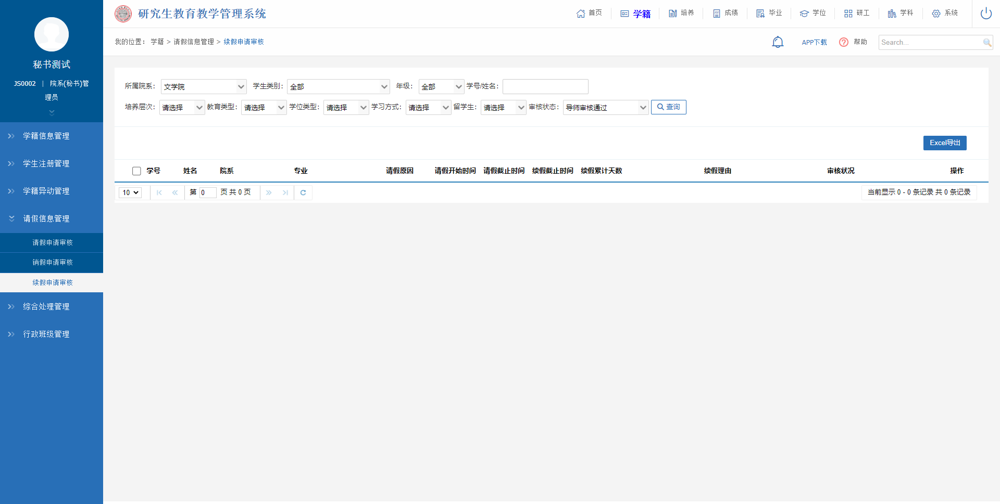 研究生教育教学管理系统
首页 学籍 培养 成绩 毕业 学位 研工 学科 系统
秘书测试
JS0002 | 院系(秘书)管
理员
我的位置： 学籍 > 请假信息管理 > 续假申请审核
APP下载 帮助 Search...
学籍信息管理
学生注册管理
学籍异动管理
请假信息管理
请假申请审核
销假申请审核
续假申请审核
综合处理管理
行政班级管理
所属院系： 文学院 学生类别： 全部 年级： 全部 学号/姓名：
培养层次： 请选择 教育类型： 请选择 学位类型： 请选择 学习方式： 请选择 留学生： 请选择 审核状态： 导师审核通过 查询
Excel导出
学号 姓名 院系 专业 请假原因 请假开始时间 请假截止时间 续假截止时间 续假累计天数 续假理由 审核状况 操作
10 第 0 页 共 0 页 当前显示 0 - 0 条记录 共 0 条记录